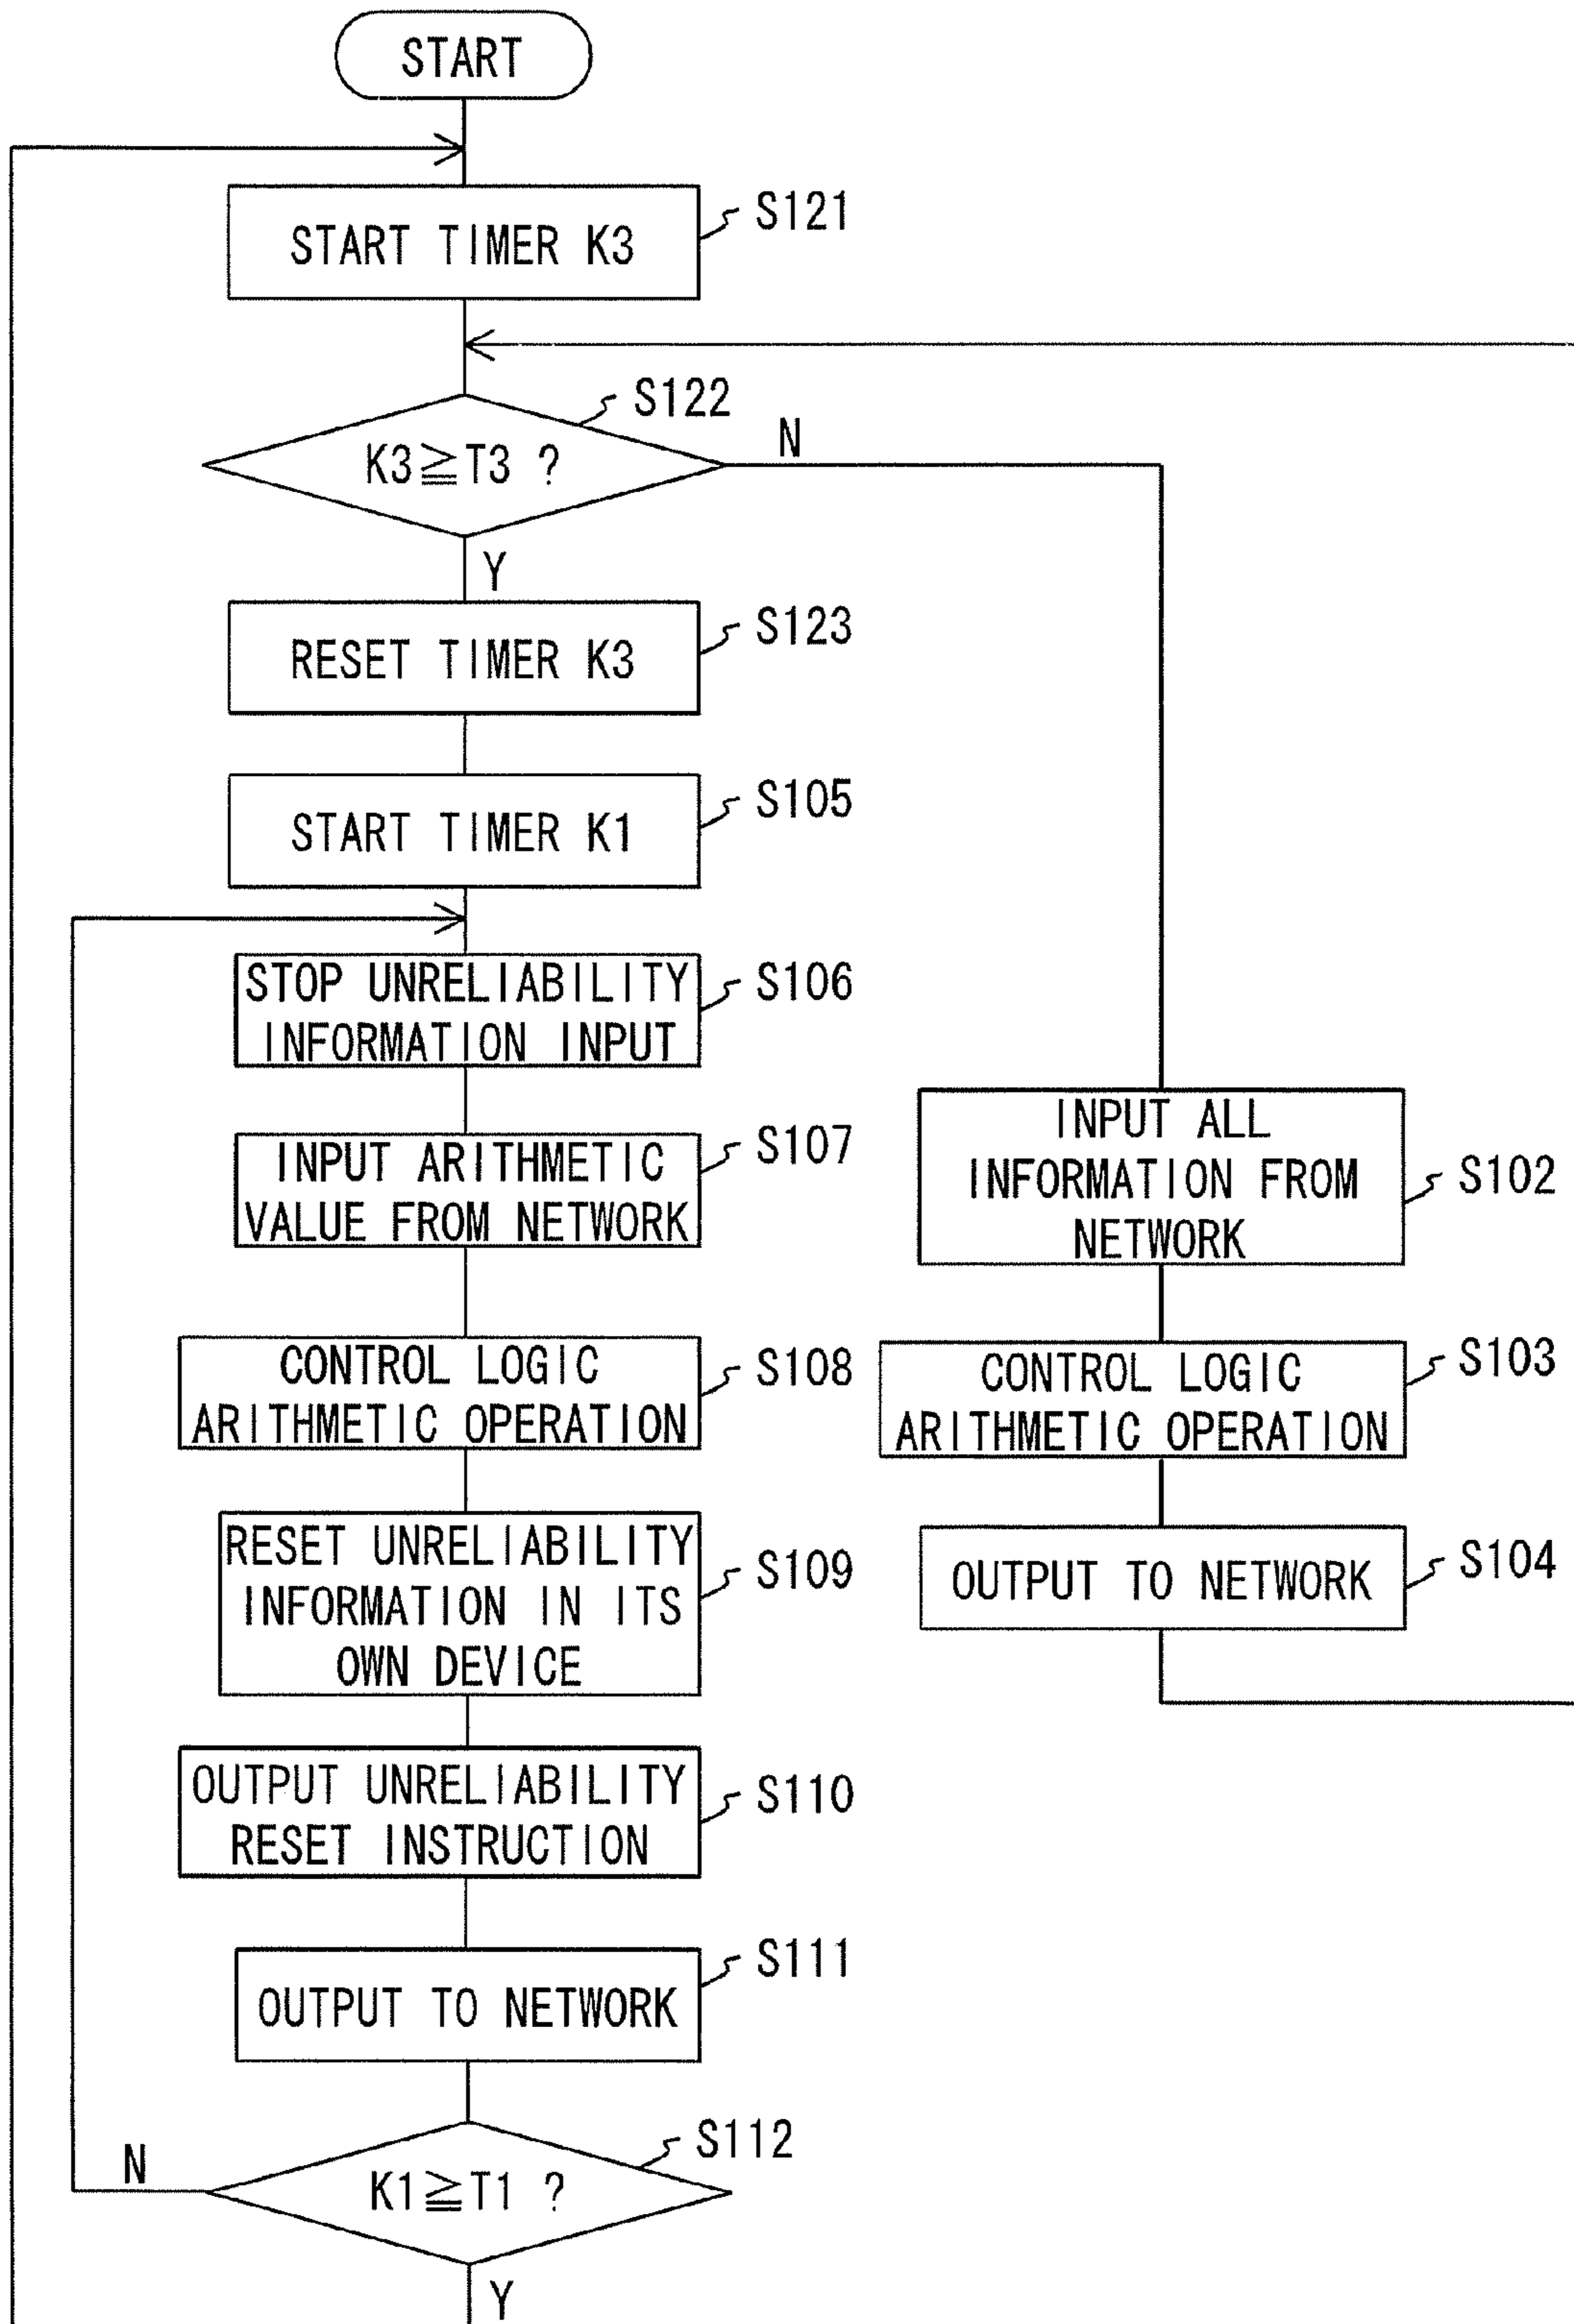 START
START TIMER K3
S121
K3≧T3 ?
S122
N
Y
RESET TIMER K3
S123
START TIMER K1
S105
STOP UNRELIABILITY
INFORMATION INPUT
S106
INPUT ARITHMETIC
VALUE FROM NETWORK
S107
CONTROL LOGIC
ARITHMETIC OPERATION
S108
RESET UNRELIABILITY
INFORMATION IN ITS
OWN DEVICE
S109
OUTPUT UNRELIABILITY
RESET INSTRUCTION
S110
OUTPUT TO NETWORK
S111
K1≧T1 ?
S112
N
Y
INPUT ALL
INFORMATION FROM
NETWORK
S102
CONTROL LOGIC
ARITHMETIC OPERATION
S103
OUTPUT TO NETWORK
S104